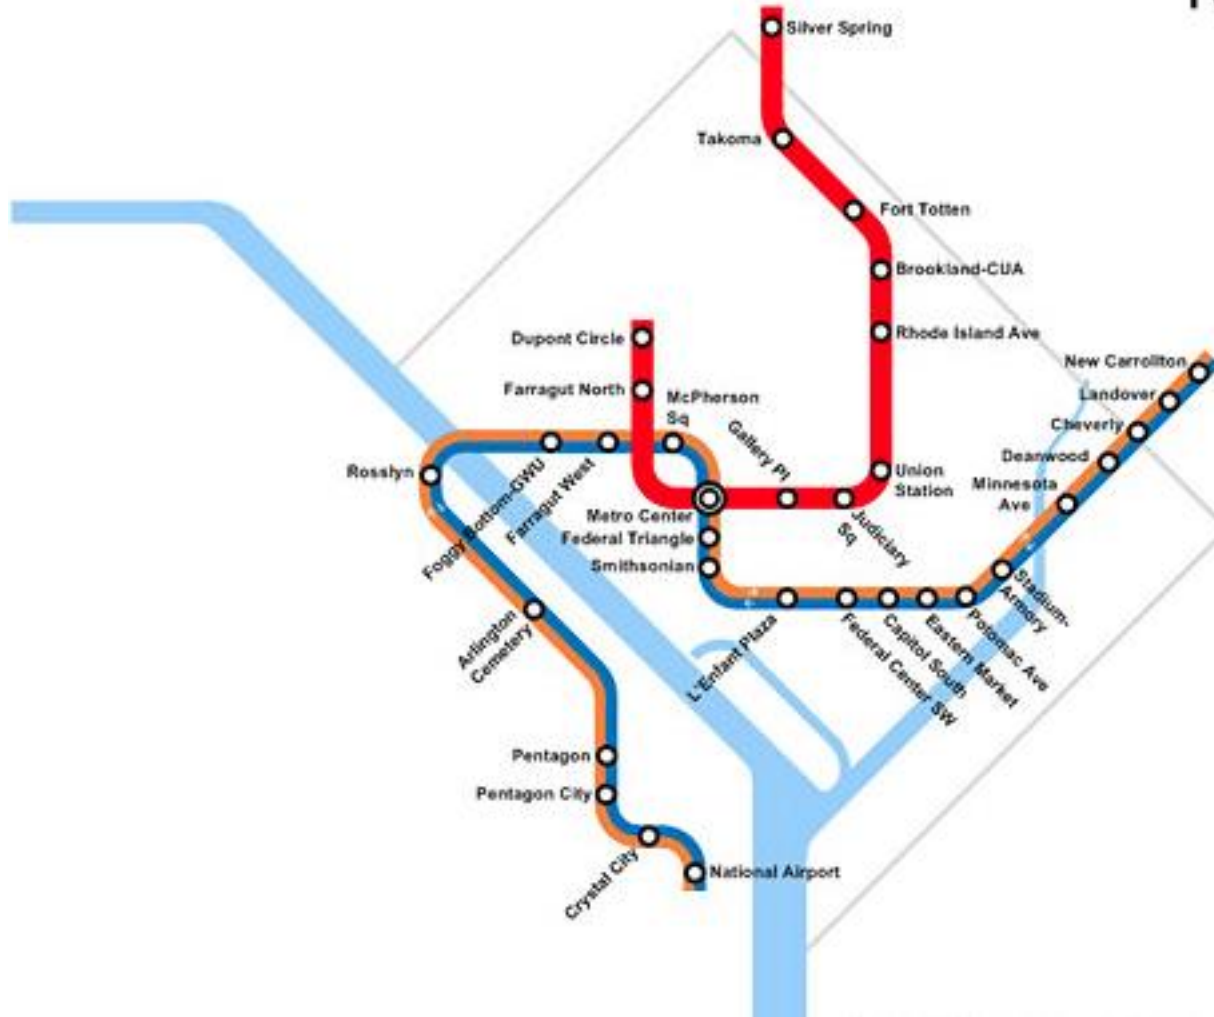 Silver Spring
Takoma
Fort Totten
Brookland-CUA
Rhode Island Ave
Dupont Circle
New Carrollton
Farragut North
McPherson
Sq
Landover
Cheverly
Gallery Pl
Deanwood
Rosslyn
Union
Station
Minnesota
Ave
Foggy Bottom-GWU
Farragut West
Metro Center
Judiciary
Sq
Federal Triangle
Smithsonian
Stadium-
Armory
Arlington
Cemetery
L'Enfant Plaza
Federal Center SW
Capitol South
Eastern Market
Potomac Ave
Pentagon
Pentagon City
Crystal City
National Airport